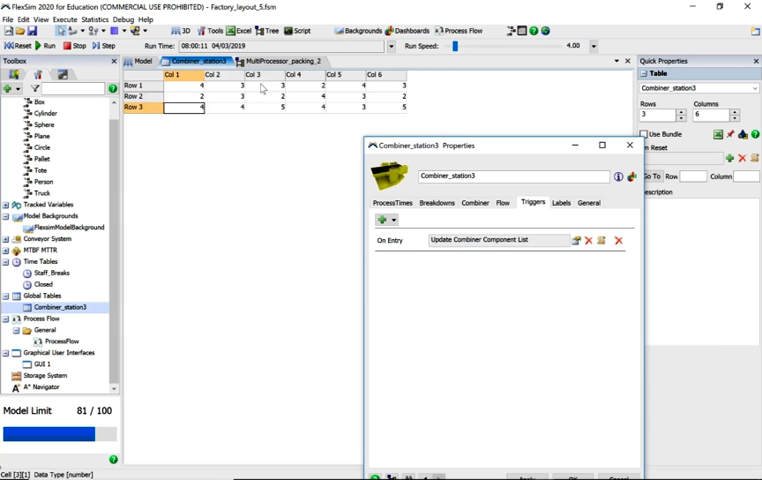 FlexSim 2020 for Education (COMMERCIAL USE PROHIBITED) - Factory_layout_5.fsm
File Edit View Execute Statistics Debug Help
3D Tools Excel Tree Script Backgrounds Dashboards Process Flow
Reset Run Stop Step Run Time: 08:00:11 04/03/2019 Run Speed: 4.00
Toolbox
Box
Cylinder
Sphere
Plane
Circle
Pallet
Tote
Person
Truck
Tracked Variables
Model Backgrounds
FlexsimModelBackground
Conveyor System
MTBF MTTR
Time Tables
Staff_Breaks
Closed
Global Tables
Combiner_station3
Process Flow
General
ProcessFlow
Graphical User Interfaces
GUI 1
Storage System
A* Navigator
Model Limit 81 / 100
Cell [3][1] Data Type [number]
Model Combiner_station3 MultiProcessor_packing_2
Col 1 Col 2 Col 3 Col 4 Col 5 Col 6
Row 1 4 3 3 2 4 3
Row 2 2 3 2 4 3 2
Row 3 4 4 5 4 3 5
Combiner_station3 Properties
Combiner_station3
ProcessTimes Breakdowns Combiner Flow Triggers Labels General
On Entry Update Combiner Component List
Quick Properties
Table
Combiner_station3
Rows Columns
3 6
Use Bundle
n Reset
Go To Row Column
escription